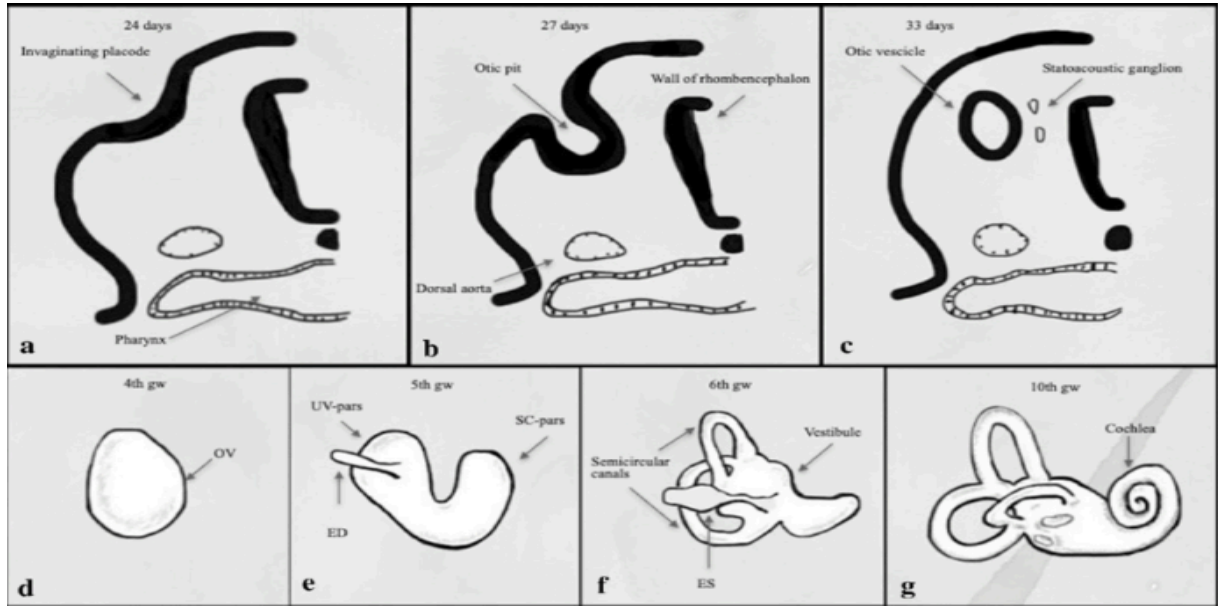 24 days
Invaginating placode
Pharynx
a
27 days
Otic pit
Wall of rhombencephalon
Dorsal aorta
b
33 days
Otic vescicle
Statoacoustic ganglion
c
4th gw
OV
d
5th gw
UV-pars
SC-pars
ED
e
6th gw
Vestibule
Semicircular
canals
ES
f
10th gw
Cochlea
g